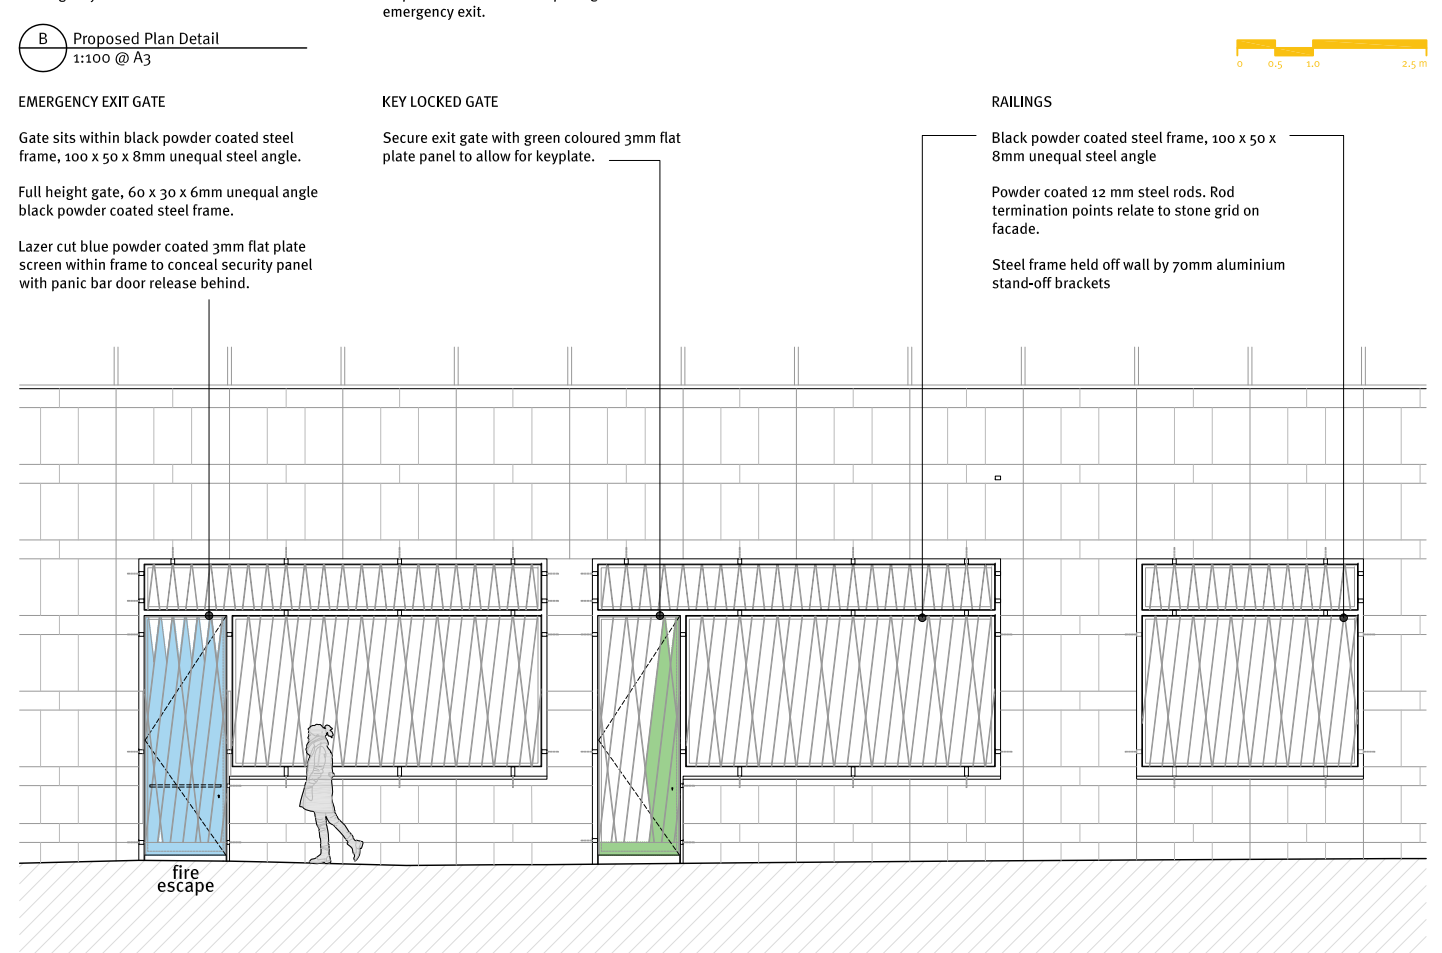 emergency exit.
B
Proposed Plan Detail
1:100 @ A3
0 0.5 1.0 2.5 m
EMERGENCY EXIT GATE
Gate sits within black powder coated steel
frame, 100 x 50 x 8mm unequal steel angle.
Full height gate, 60 x 30 x 6mm unequal angle
black powder coated steel frame.
Lazer cut blue powder coated 3mm flat plate
screen within frame to conceal security panel
with panic bar door release behind.
KEY LOCKED GATE
Secure exit gate with green coloured 3mm flat
plate panel to allow for keyplate.
RAILINGS
Black powder coated steel frame, 100 x 50 x
8mm unequal steel angle
Powder coated 12 mm steel rods. Rod
termination points relate to stone grid on
facade.
Steel frame held off wall by 70mm aluminium
stand-off brackets
fire
escape